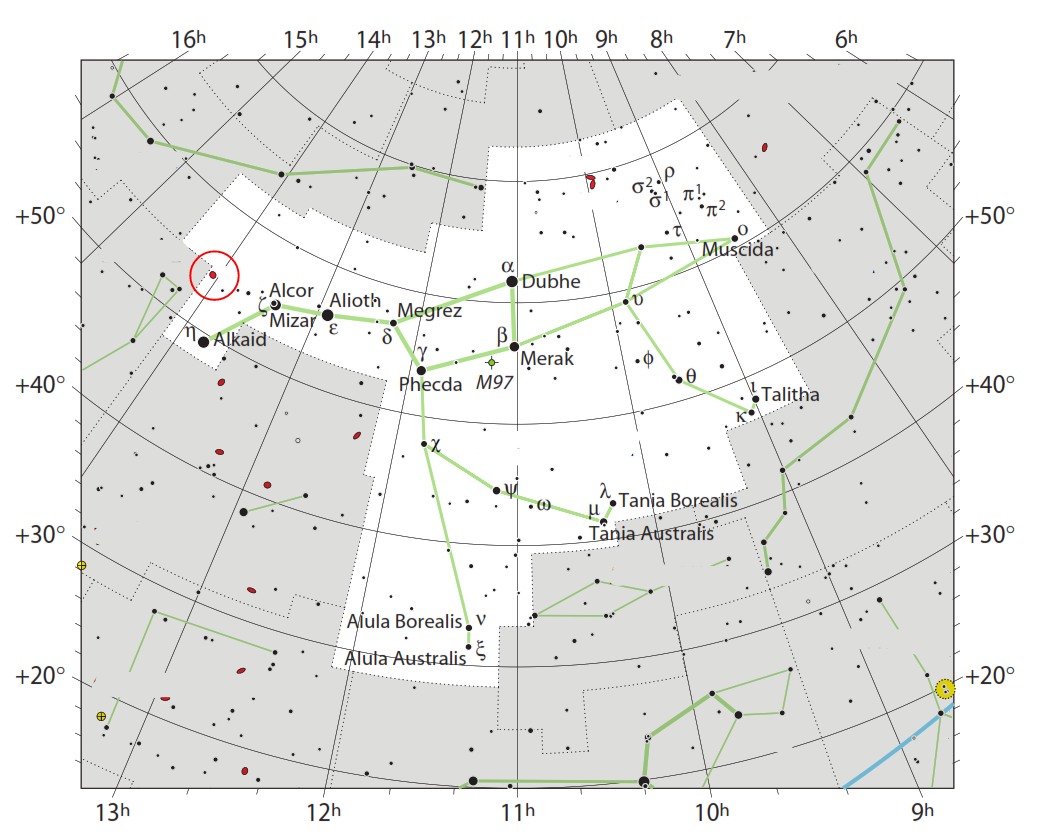 16h 15h 14h 13h 12h 11h 10h 9h 8h 7h 6h
ρ
σ² σ¹ π¹ π²
+50° +50°
τ ο
Muscida
α Dubhe
Alcor
ζ Alioth
υ
Mizar ε Megrez
η Alkaid δ β
γ Merak φ
Phecda M97 θ
+40° +40°
ι Talitha
κ
χ
ψ λ Tania Borealis
ω μ
Tania Australis
+30° +30°
Alula Borealis ν
Alula Australis ξ
+20° +20°
13h 12h 11h 10h 9h